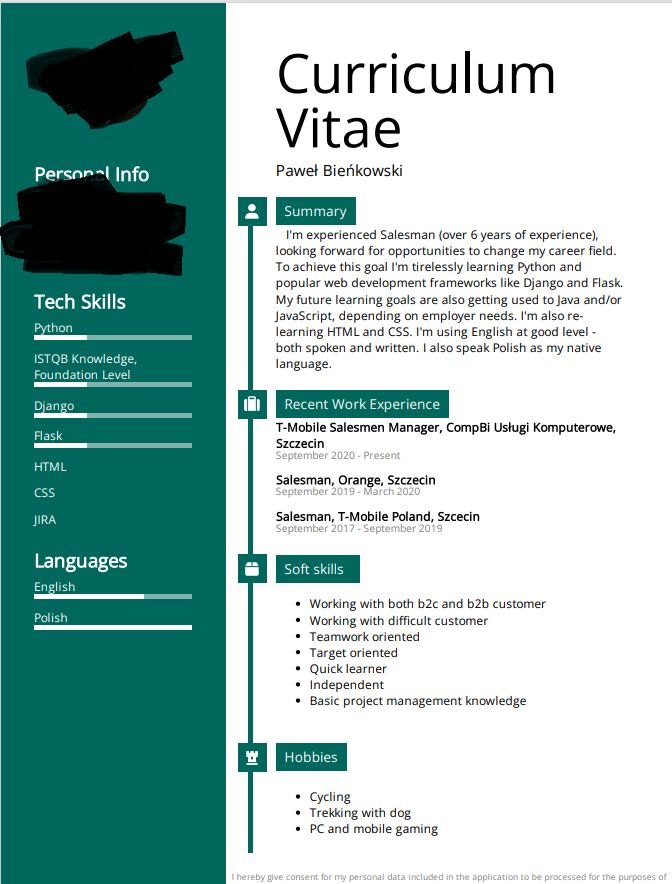 Personal Info
Tech Skills
Python
ISTQB Knowledge,
Foundation Level
Django
Flask
HTML
CSS
JIRA
Languages
English
Polish
Curriculum
Vitae
Paweł Bieńkowski
Summary
I'm experienced Salesman (over 6 years of experience),
looking forward for opportunities to change my career field.
To achieve this goal I'm tirelessly learning Python and
popular web development frameworks like Django and Flask.
My future learning goals are also getting used to Java and/or
JavaScript, depending on employer needs. I'm also re-
learning HTML and CSS. I'm using English at good level -
both spoken and written. I also speak Polish as my native
language.
Recent Work Experience
T-Mobile Salesmen Manager, CompBi Usługi Komputerowe,
Szczecin
September 2020 - Present
Salesman, Orange, Szczecin
September 2019 - March 2020
Salesman, T-Mobile Poland, Szcecin
September 2017 - September 2019
Soft skills
• Working with both b2c and b2b customer
• Working with difficult customer
• Teamwork oriented
• Target oriented
• Quick learner
• Independent
• Basic project management knowledge
Hobbies
• Cycling
• Trekking with dog
• PC and mobile gaming
I hereby give consent for my personal data included in the application to be processed for the purposes of